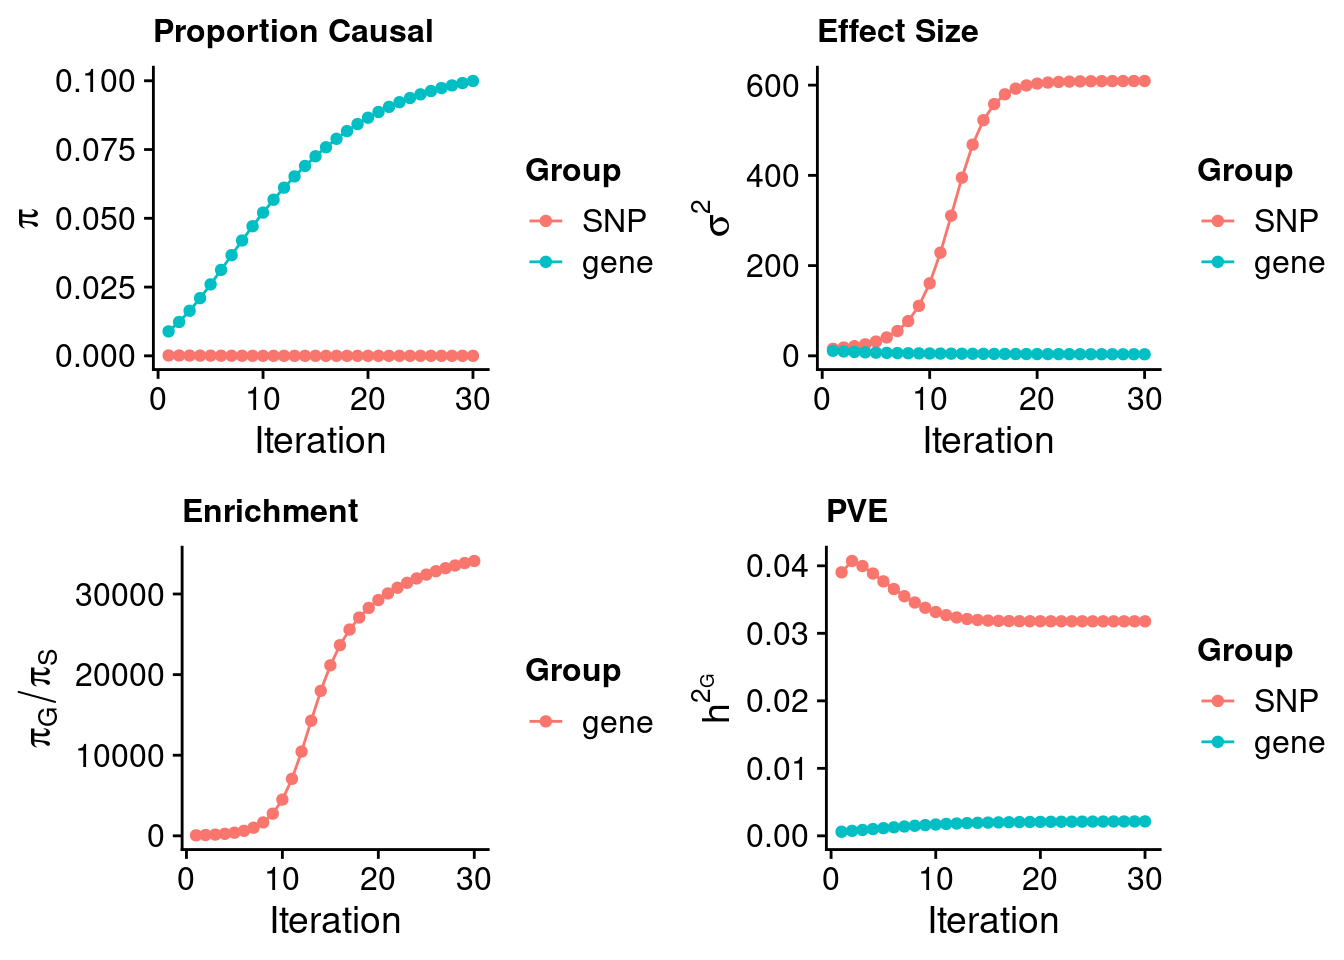 Proportion Causal
π
0.100
0.075
0.050
0.025
0.000
0 10 20 30
Iteration
Group
SNP
gene
Effect Size
σ²
600
400
200
0
0 10 20 30
Iteration
Group
SNP
gene
Enrichment
π_G/π_S
30000
20000
10000
0
0 10 20 30
Iteration
Group
gene
PVE
h^2_G
0.04
0.03
0.02
0.01
0.00
0 10 20 30
Iteration
Group
SNP
gene